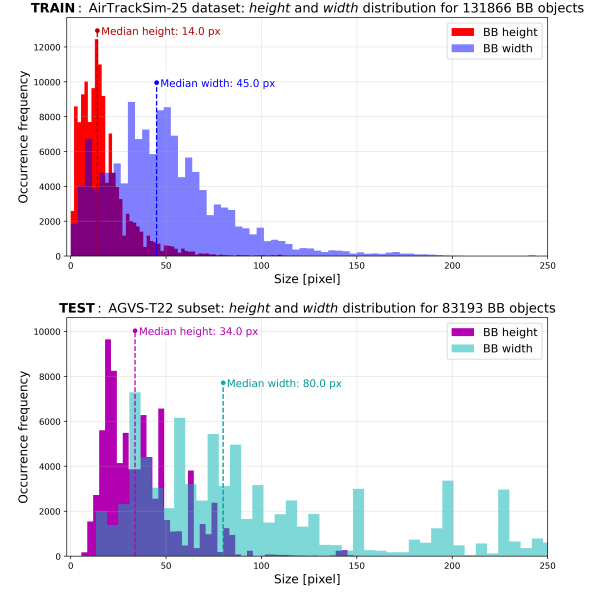 TRAIN : AirTrackSim-25 dataset: height and width distribution for 131866 BB objects
Median height: 14.0 px
BB height
BB width
Median width: 45.0 px
Occurrence frequency
12000
10000
8000
6000
4000
2000
0
0 50 100 150 200 250
Size [pixel]
TEST : AGVS-T22 subset: height and width distribution for 83193 BB objects
Median height: 34.0 px
BB height
BB width
Median width: 80.0 px
Occurrence frequency
10000
8000
6000
4000
2000
0
0 50 100 150 200 250
Size [pixel]